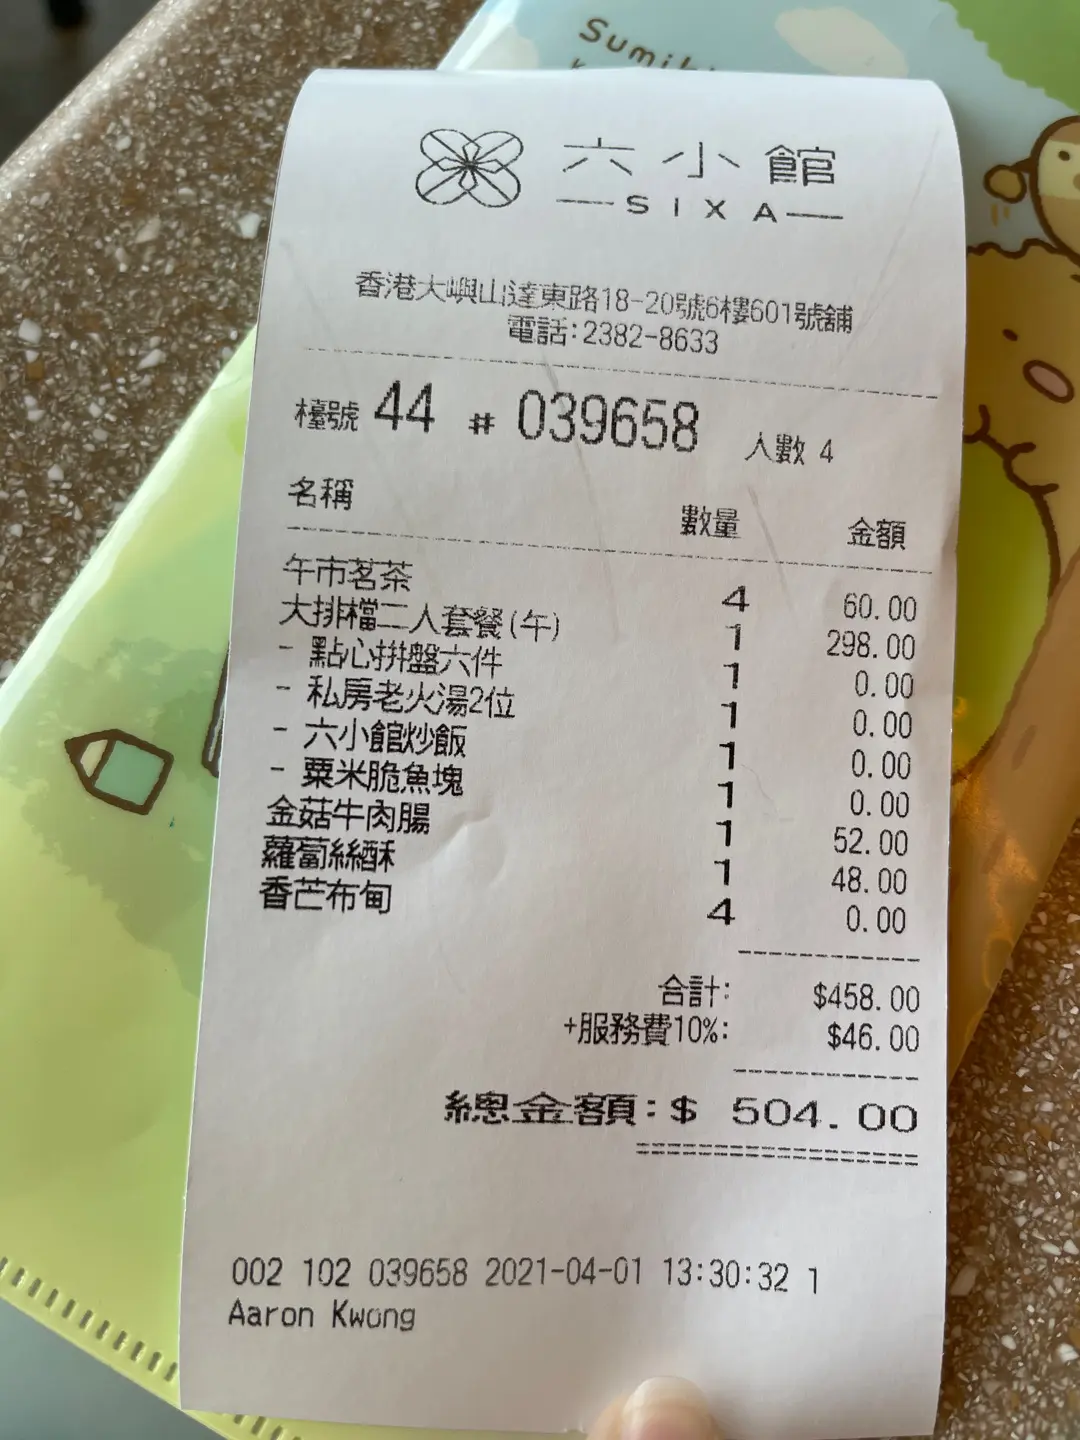 Sumi
六小館
SIXA
香港大嶼山達東路18-20號6樓601號舖
電話:2382-8633
檯號 44 # 039658 人數 4
名稱 數量 金額
午市茗茶 4 60.00
大排檔二人套餐(午) 1 298.00
- 點心拼盤六件 1 0.00
- 私房老火湯2位 1 0.00
- 六小館炒飯 1 0.00
- 粟米脆魚塊 1 0.00
金菇牛肉腸 1 52.00
蘿蔔絲酥 1 48.00
香芒布甸 4 0.00
合計: $458.00
+服務費10%: $46.00
總金額:$ 504.00
002 102 039658 2021-04-01 13:30:32 1
Aaron Kwong